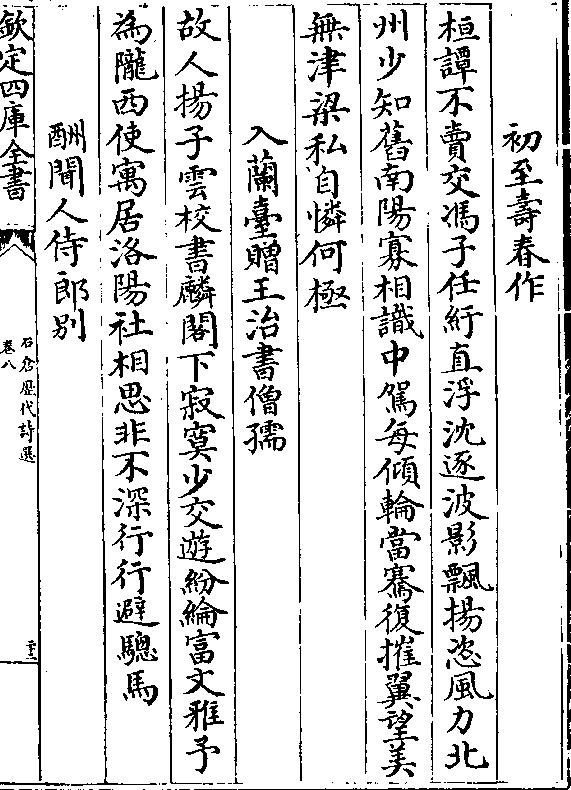 初至壽春作
桓譚不賣交馮子任紆直浮沈逐波影飄揚恣風力北
州少知舊南陽寡相識中駕每傾輪當騫復摧翼望美
無津梁私自憐何極
入蘭臺贈王治書僧孺
故人揚子雲校書麟閣下寂寞少交遊紛綸富文雅予
為隴西使寓居洛陽社相思非不深行行避驄馬
酬聞人侍郎别
欽定四庫全書
石倉歷代詩選
卷八